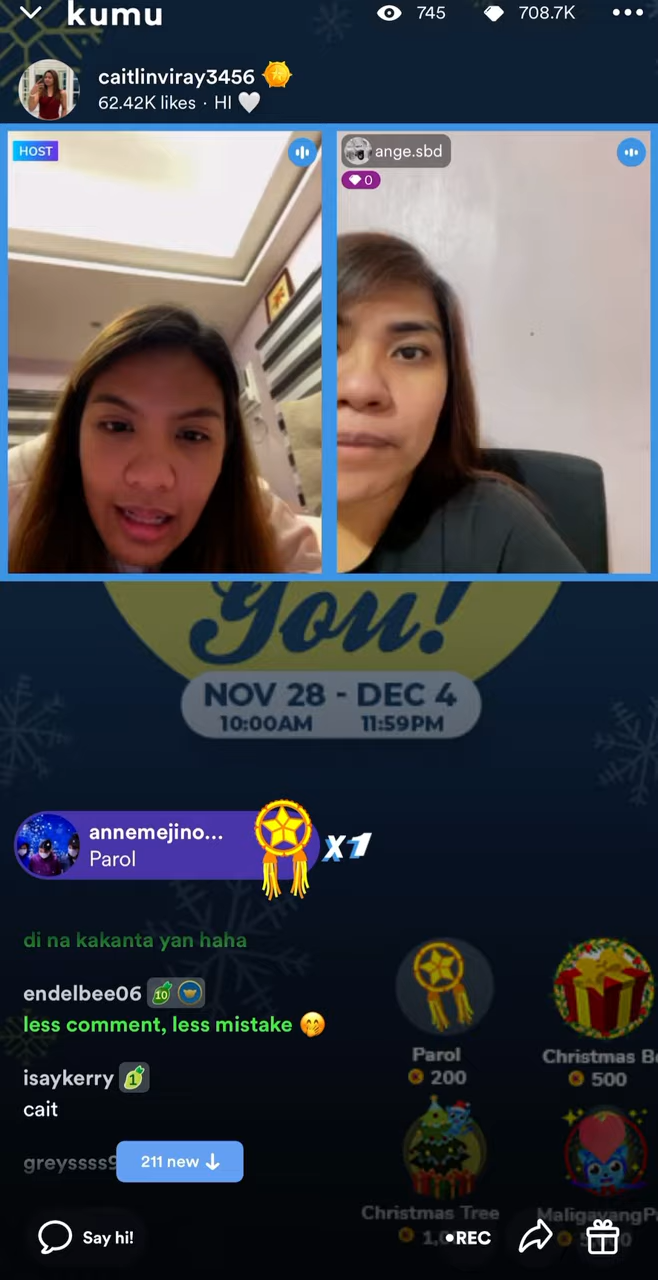 kumu
745
708.7K
caitlinviray3456
62.42K likes · HI 🤍
HOST
ange.sbd
0
You!
NOV 28 - DEC 4
10:00AM 11:59PM
annemejino...
Parol
X1
di na kakanta yan haha
endelbee06 10
less comment, less mistake 🤭
isaykerry 1
cait
greyssss9
211 new
Parol
200
Christmas
500
Christmas Tree
Say hi!
REC